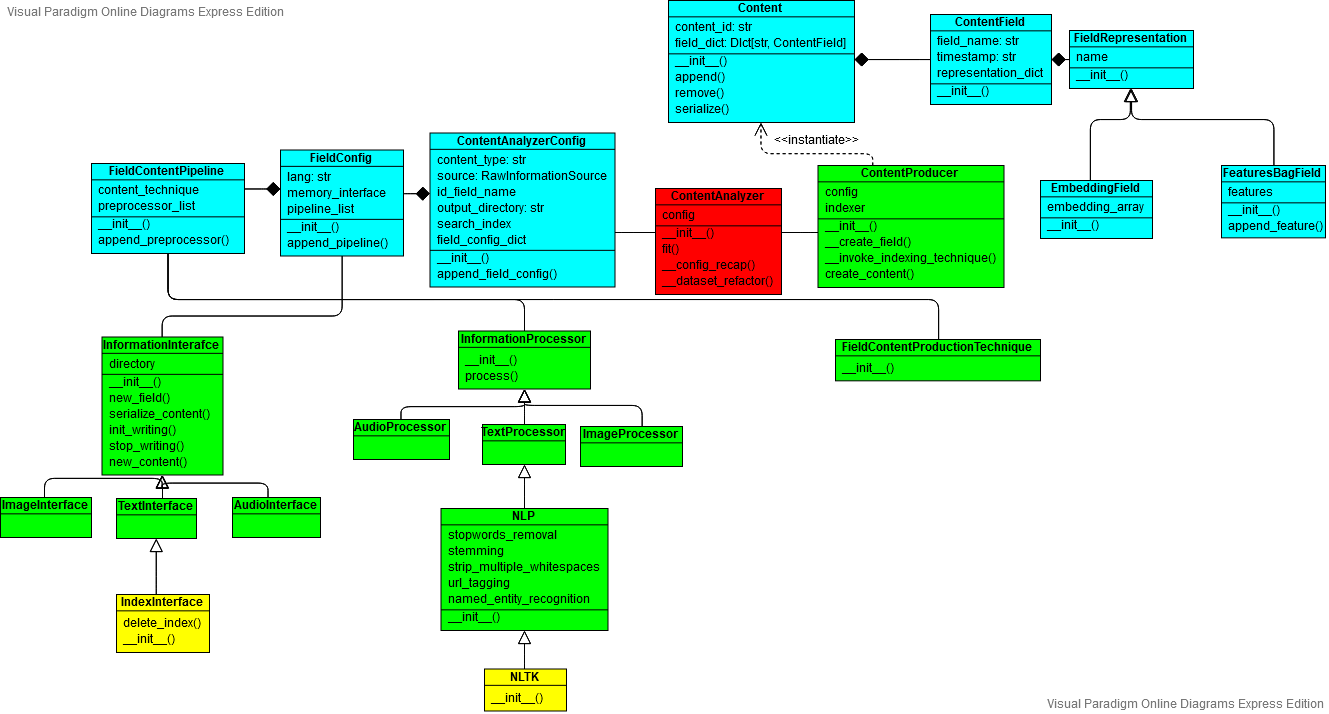 Visual Paradigm Online Diagrams Express Edition
Content
content_id: str
field_dict: DIct[str, ContentField]
__init__()
append()
remove()
serialize()
ContentField
field_name: str
timestamp: str
representation_dict
__init__()
FieldRepresentation
name
__init__()
<<instantiate>>
FieldContentPipeline
content_technique
preprocessor_list
__init__()
append_preprocessor()
FieldConfig
lang: str
memory_interface
pipeline_list
__init__()
append_pipeline()
ContentAnalyzerConfig
content_type: str
source: RawInformationSource
id_field_name
output_directory: str
search_index
field_config_dict
__init__()
append_field_config()
ContentAnalyzer
config
__init__()
fit()
__config_recap()
__dataset_refactor()
ContentProducer
config
indexer
__init__()
__create_field()
__invoke_indexing_technique()
create_content()
EmbeddingField
embedding_array
__init__()
FeaturesBagField
features
__init__()
append_feature()
InformationInterafce
directory
__init__()
new_field()
serialize_content()
init_writing()
stop_writing()
new_content()
InformationProcessor
__init__()
process()
FieldContentProductionTechnique
__init__()
AudioProcessor
TextProcessor
ImageProcessor
ImageInterface
TextInterface
AudioInterface
NLP
stopwords_removal
stemming
strip_multiple_whitespaces
url_tagging
named_entity_recognition
__init__()
IndexInterface
delete_index()
__init__()
NLTK
__init__()
Visual Paradigm Online Diagrams Express Edition